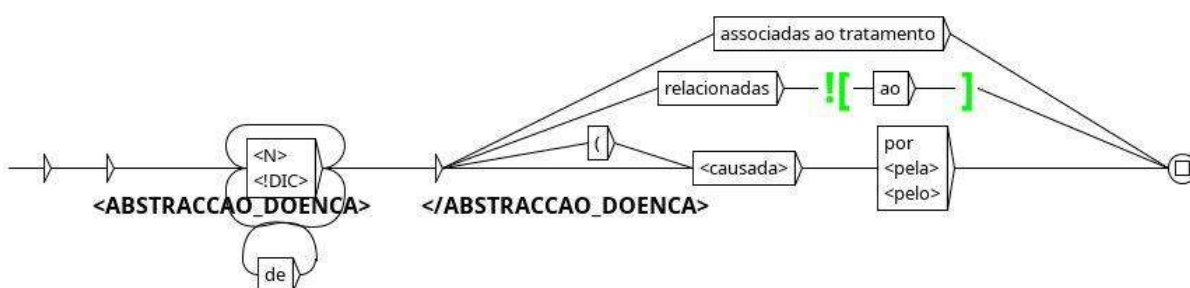 associadas ao tratamento
relacionadas ![ ao ]
(
<N>
<!DIC>
<causada>
por
<pela>
<pelo>
<ABSTRACCAO_DOENCA> </ABSTRACCAO_DOENCA>
de